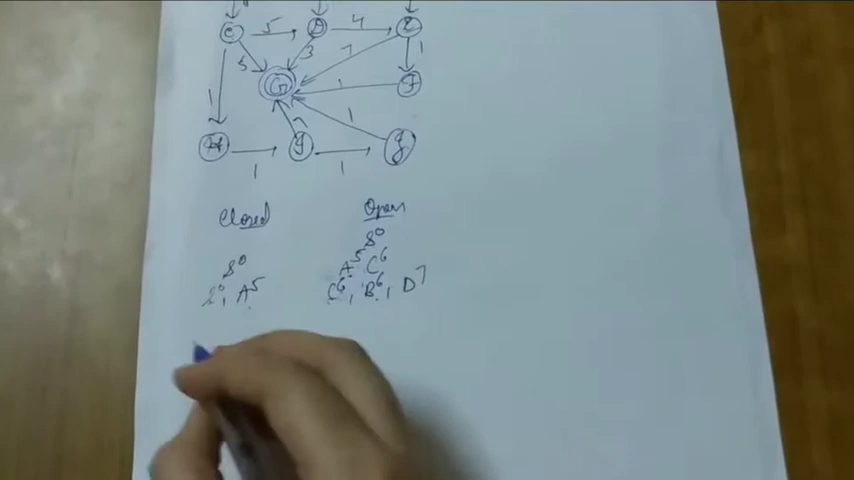 C 5 D 4 E
5 3 7 1
G 1 F
1 7 1
H 1 I 1 J
Closed Open
S⁰
S⁰ A⁵ C⁶
S⁰, A⁵ C⁶, B⁶, D⁷